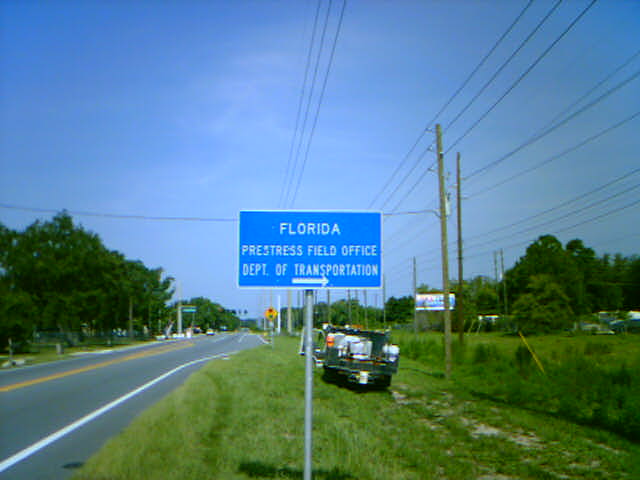 FLORIDA
PRESTRESS FIELD OFFICE
DEPT. OF TRANSPORTATION